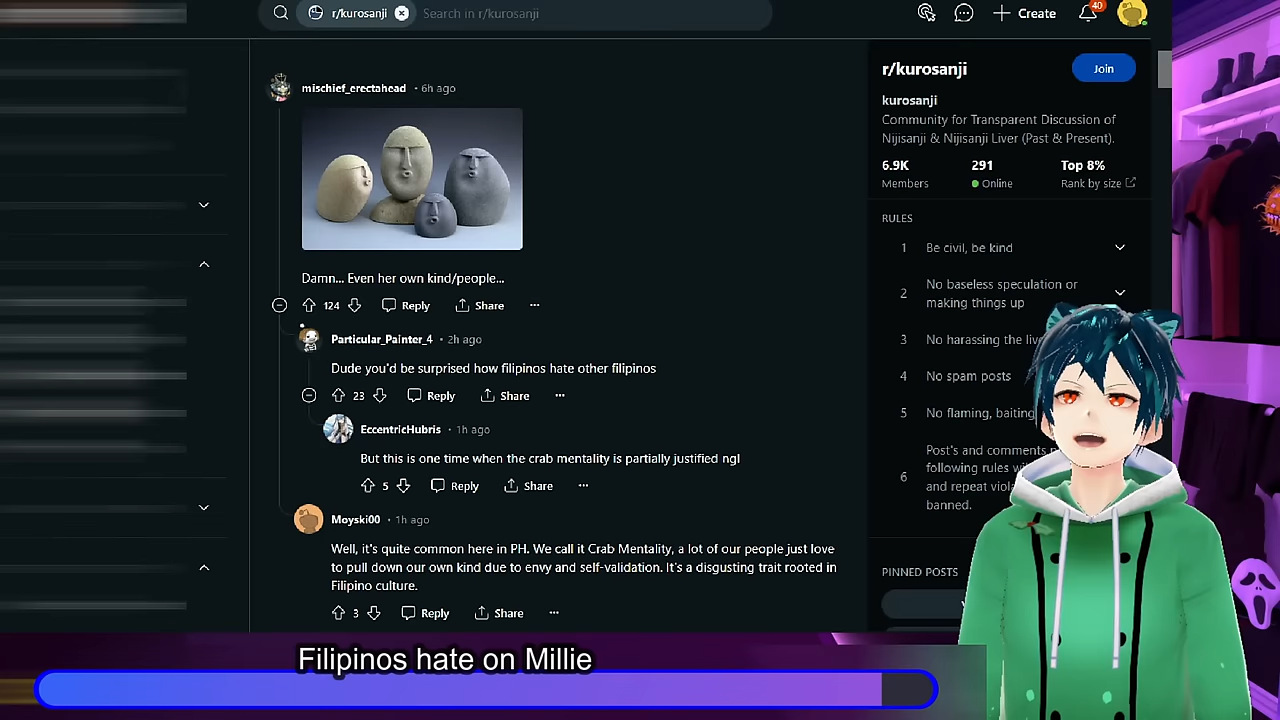 r/kurosanji
Search in r/kurosanji
Create
40
mischief_erectahead • 6h ago
Damn... Even her own kind/people...
124
Reply
Share
Particular_Painter_4 • 2h ago
Dude you'd be surprised how filipinos hate other filipinos
23
Reply
Share
EccentricHubris • 1h ago
But this is one time when the crab mentality is partially justified ngl
5
Reply
Share
Moyski00 • 1h ago
Well, it's quite common here in PH. We call it Crab Mentality, a lot of our people just love
to pull down our own kind due to envy and self-validation. It's a disgusting trait rooted in
Filipino culture.
3
Reply
Share
r/kurosanji
Join
kurosanji
Community for Transparent Discussion of
Nijisanji & Nijisanji Liver (Past & Present).
6.9K 291 Top 8%
Members Online Rank by size
RULES
1 Be civil, be kind
2 No baseless speculation or
making things up
3 No harassing the
4 No spam posts
5 No flaming, baiting
6 Post's and comments
following rules
and repeat
banned.
PINNED POSTS
Filipinos hate on Millie